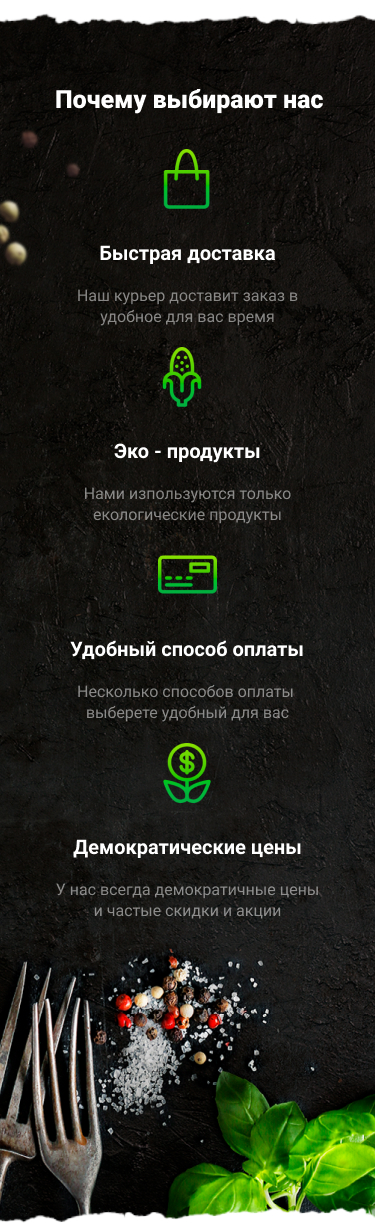 Почему выбирают нас
Быстрая доставка
Наш курьер доставит заказ в
удобное для вас время
Эко - продукты
Нами изпользуются только
екологические продукты
Удобный способ оплаты
Несколько способов оплаты
выберете удобный для вас
Демократические цены
У нас всегда демократичные цены
и частые скидки и акции